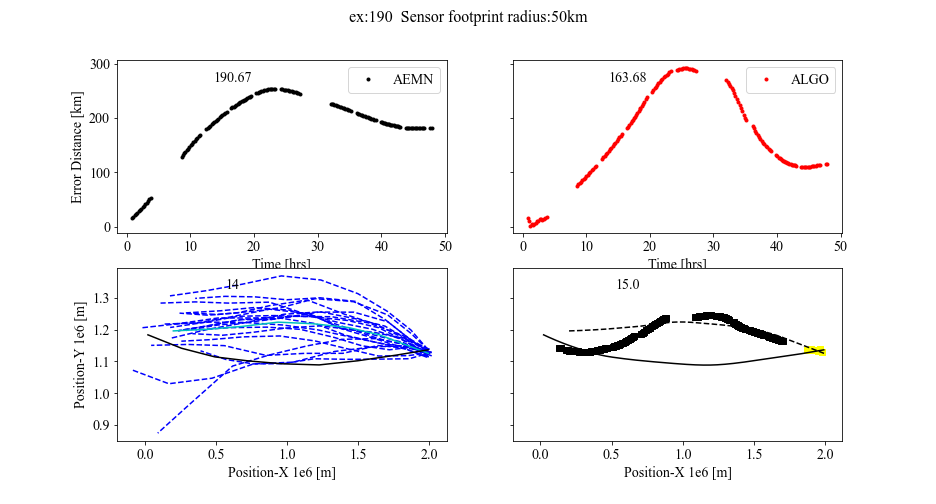 ex:190  Sensor footprint radius:50km
190.67
AEMN
163.68
ALGO
300
200
100
0
Error Distance [km]
0 10 20 30 40 50
0 10 20 30 40 50
Time [hrs]
Time [hrs]
14
15.0
1.3
1.2
1.1
1.0
0.9
Position-Y 1e6 [m]
0.0 0.5 1.0 1.5 2.0
0.0 0.5 1.0 1.5 2.0
Position-X 1e6 [m]
Position-X 1e6 [m]